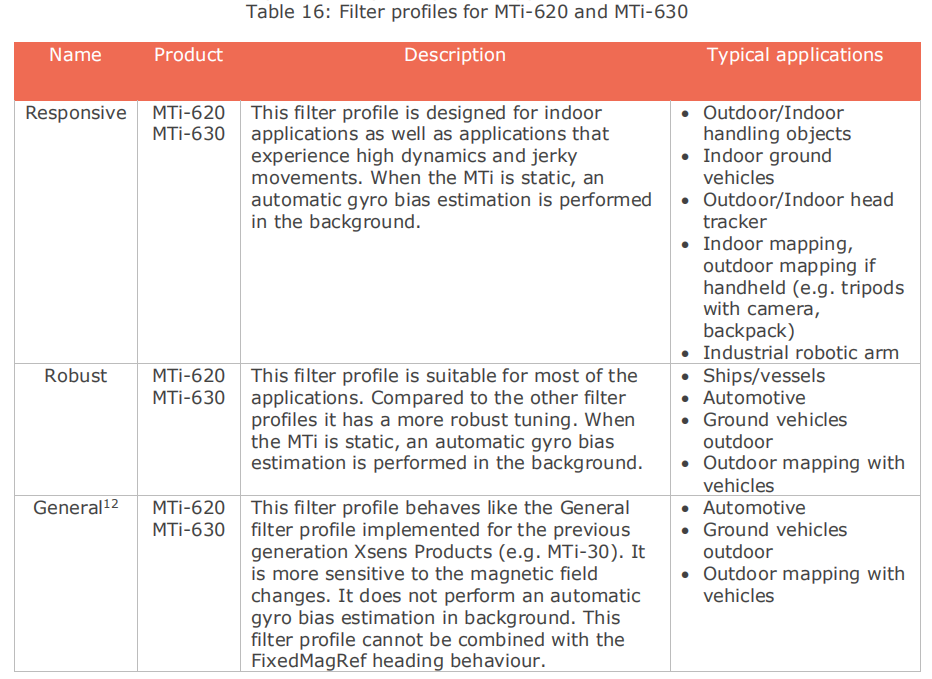 Table 16: Filter profiles for MTi-620 and MTi-630
Name Product Description Typical applications
Responsive
MTi-620
MTi-630
This filter profile is designed for indoor
applications as well as applications that
experience high dynamics and jerky
movements. When the MTi is static, an
automatic gyro bias estimation is performed
in the background.
• Outdoor/Indoor
handling objects
• Indoor ground
vehicles
• Outdoor/Indoor head
tracker
• Indoor mapping,
outdoor mapping if
handheld (e.g. tripods
with camera,
backpack)
• Industrial robotic arm
Robust
MTi-620
MTi-630
This filter profile is suitable for most of the
applications. Compared to the other filter
profiles it has a more robust tuning. When
the MTi is static, an automatic gyro bias
estimation is performed in the background.
• Ships/vessels
• Automotive
• Ground vehicles
outdoor
• Outdoor mapping with
vehicles
General¹²
MTi-620
MTi-630
This filter profile behaves like the General
filter profile implemented for the previous
generation Xsens Products (e.g. MTi-30). It
is more sensitive to the magnetic field
changes. It does not perform an automatic
gyro bias estimation in background. This
filter profile cannot be combined with the
FixedMagRef heading behaviour.
• Automotive
• Ground vehicles
outdoor
• Outdoor mapping with
vehicles